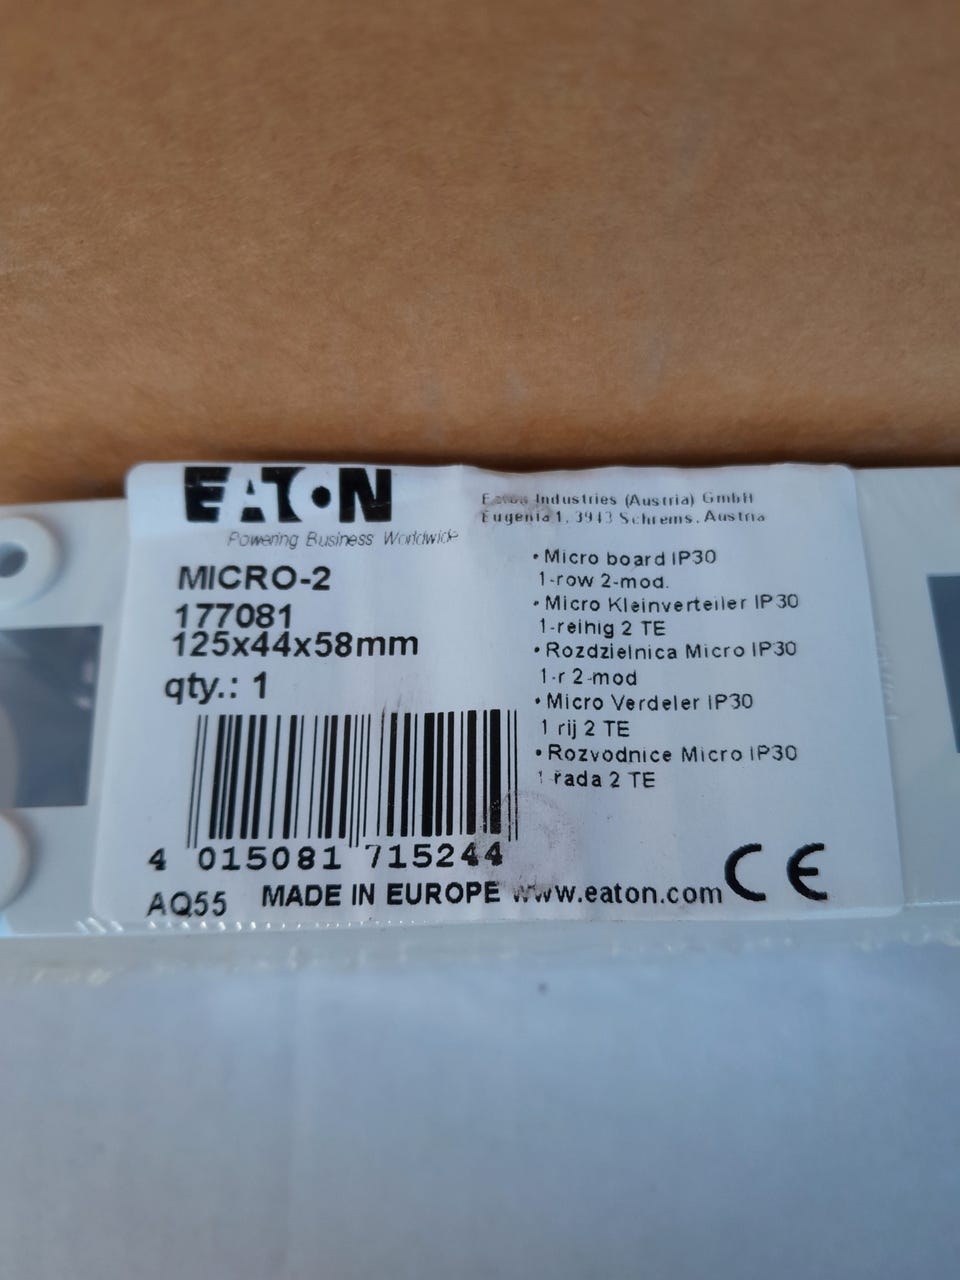 EATON
Powering Business Worldwide
MICRO-2
177081
125x44x58mm
qty.: 1
4 015081 715244
AQ55 MADE IN EUROPE www.eaton.com CE
Eaton Industries (Austria) GmbH
Eugenia 1, 3943 Schrems, Austria
• Micro board IP30
1-row 2-mod.
• Micro Kleinverteiler IP30
1-reihig 2 TE
• Rozdzielnica Micro IP30
1-r 2-mod
• Micro Verdeler IP30
1 rij 2 TE
• Rozvodnice Micro IP30
1 řada 2 TE